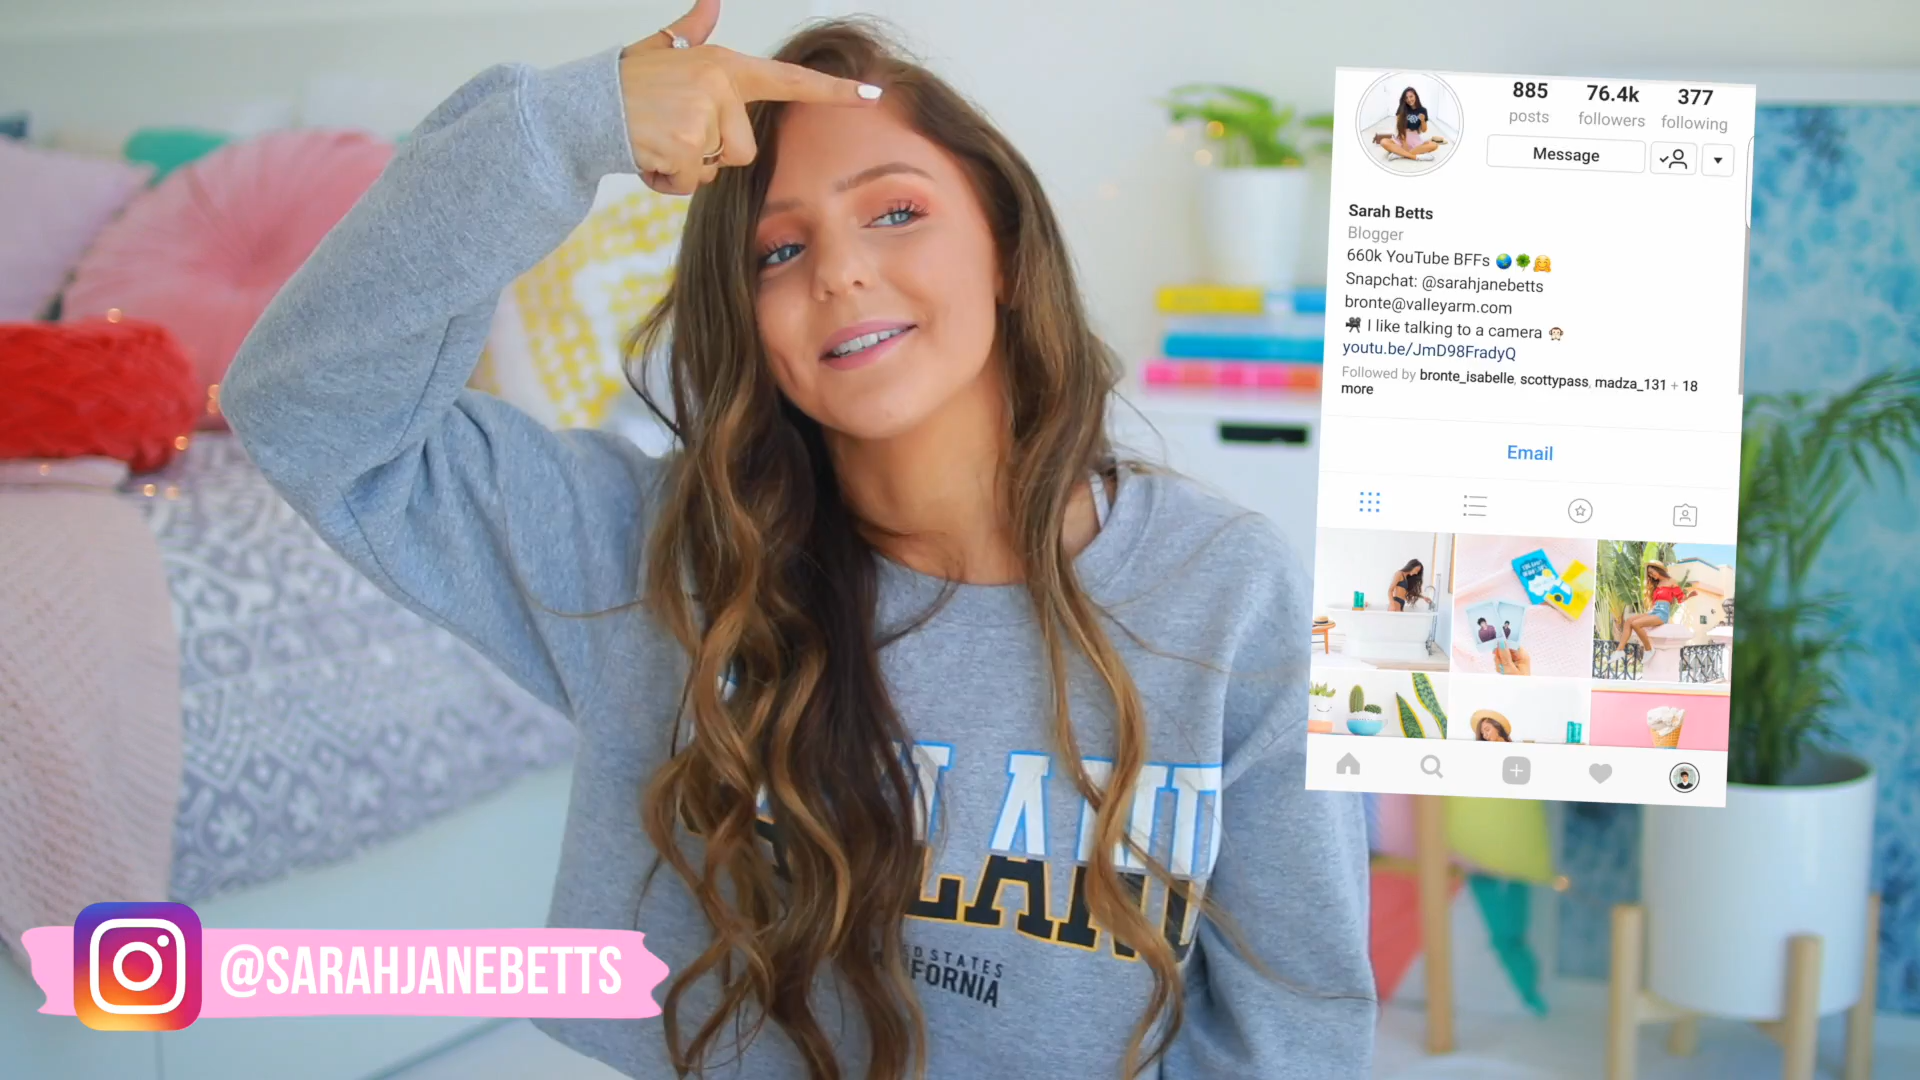 885 76.4k 377
posts followers following
Message
Sarah Betts
Blogger
660k YouTube BFFs 🌏🍀🤗
Snapchat: @sarahjanebetts
bronte@valleyarm.com
🎥 I like talking to a camera 🐵
youtu.be/JmD98FradyQ
Followed by bronte_isabelle, scottypass, madza_131 + 18
more
Email
@SARAHJANEBETTS
STATES